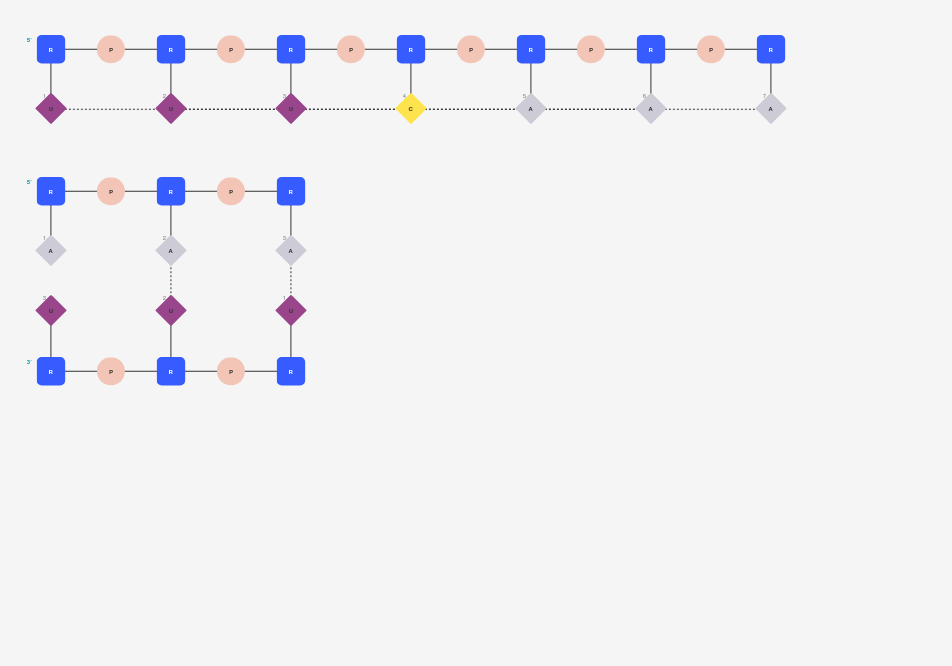 5' R P R P R P R P R P R P R
1 2 3 4 5 6 7
U U U C A A A
5' R P R P R
1 2 3
A A A
3 2 1
U U U
3' R P R P R